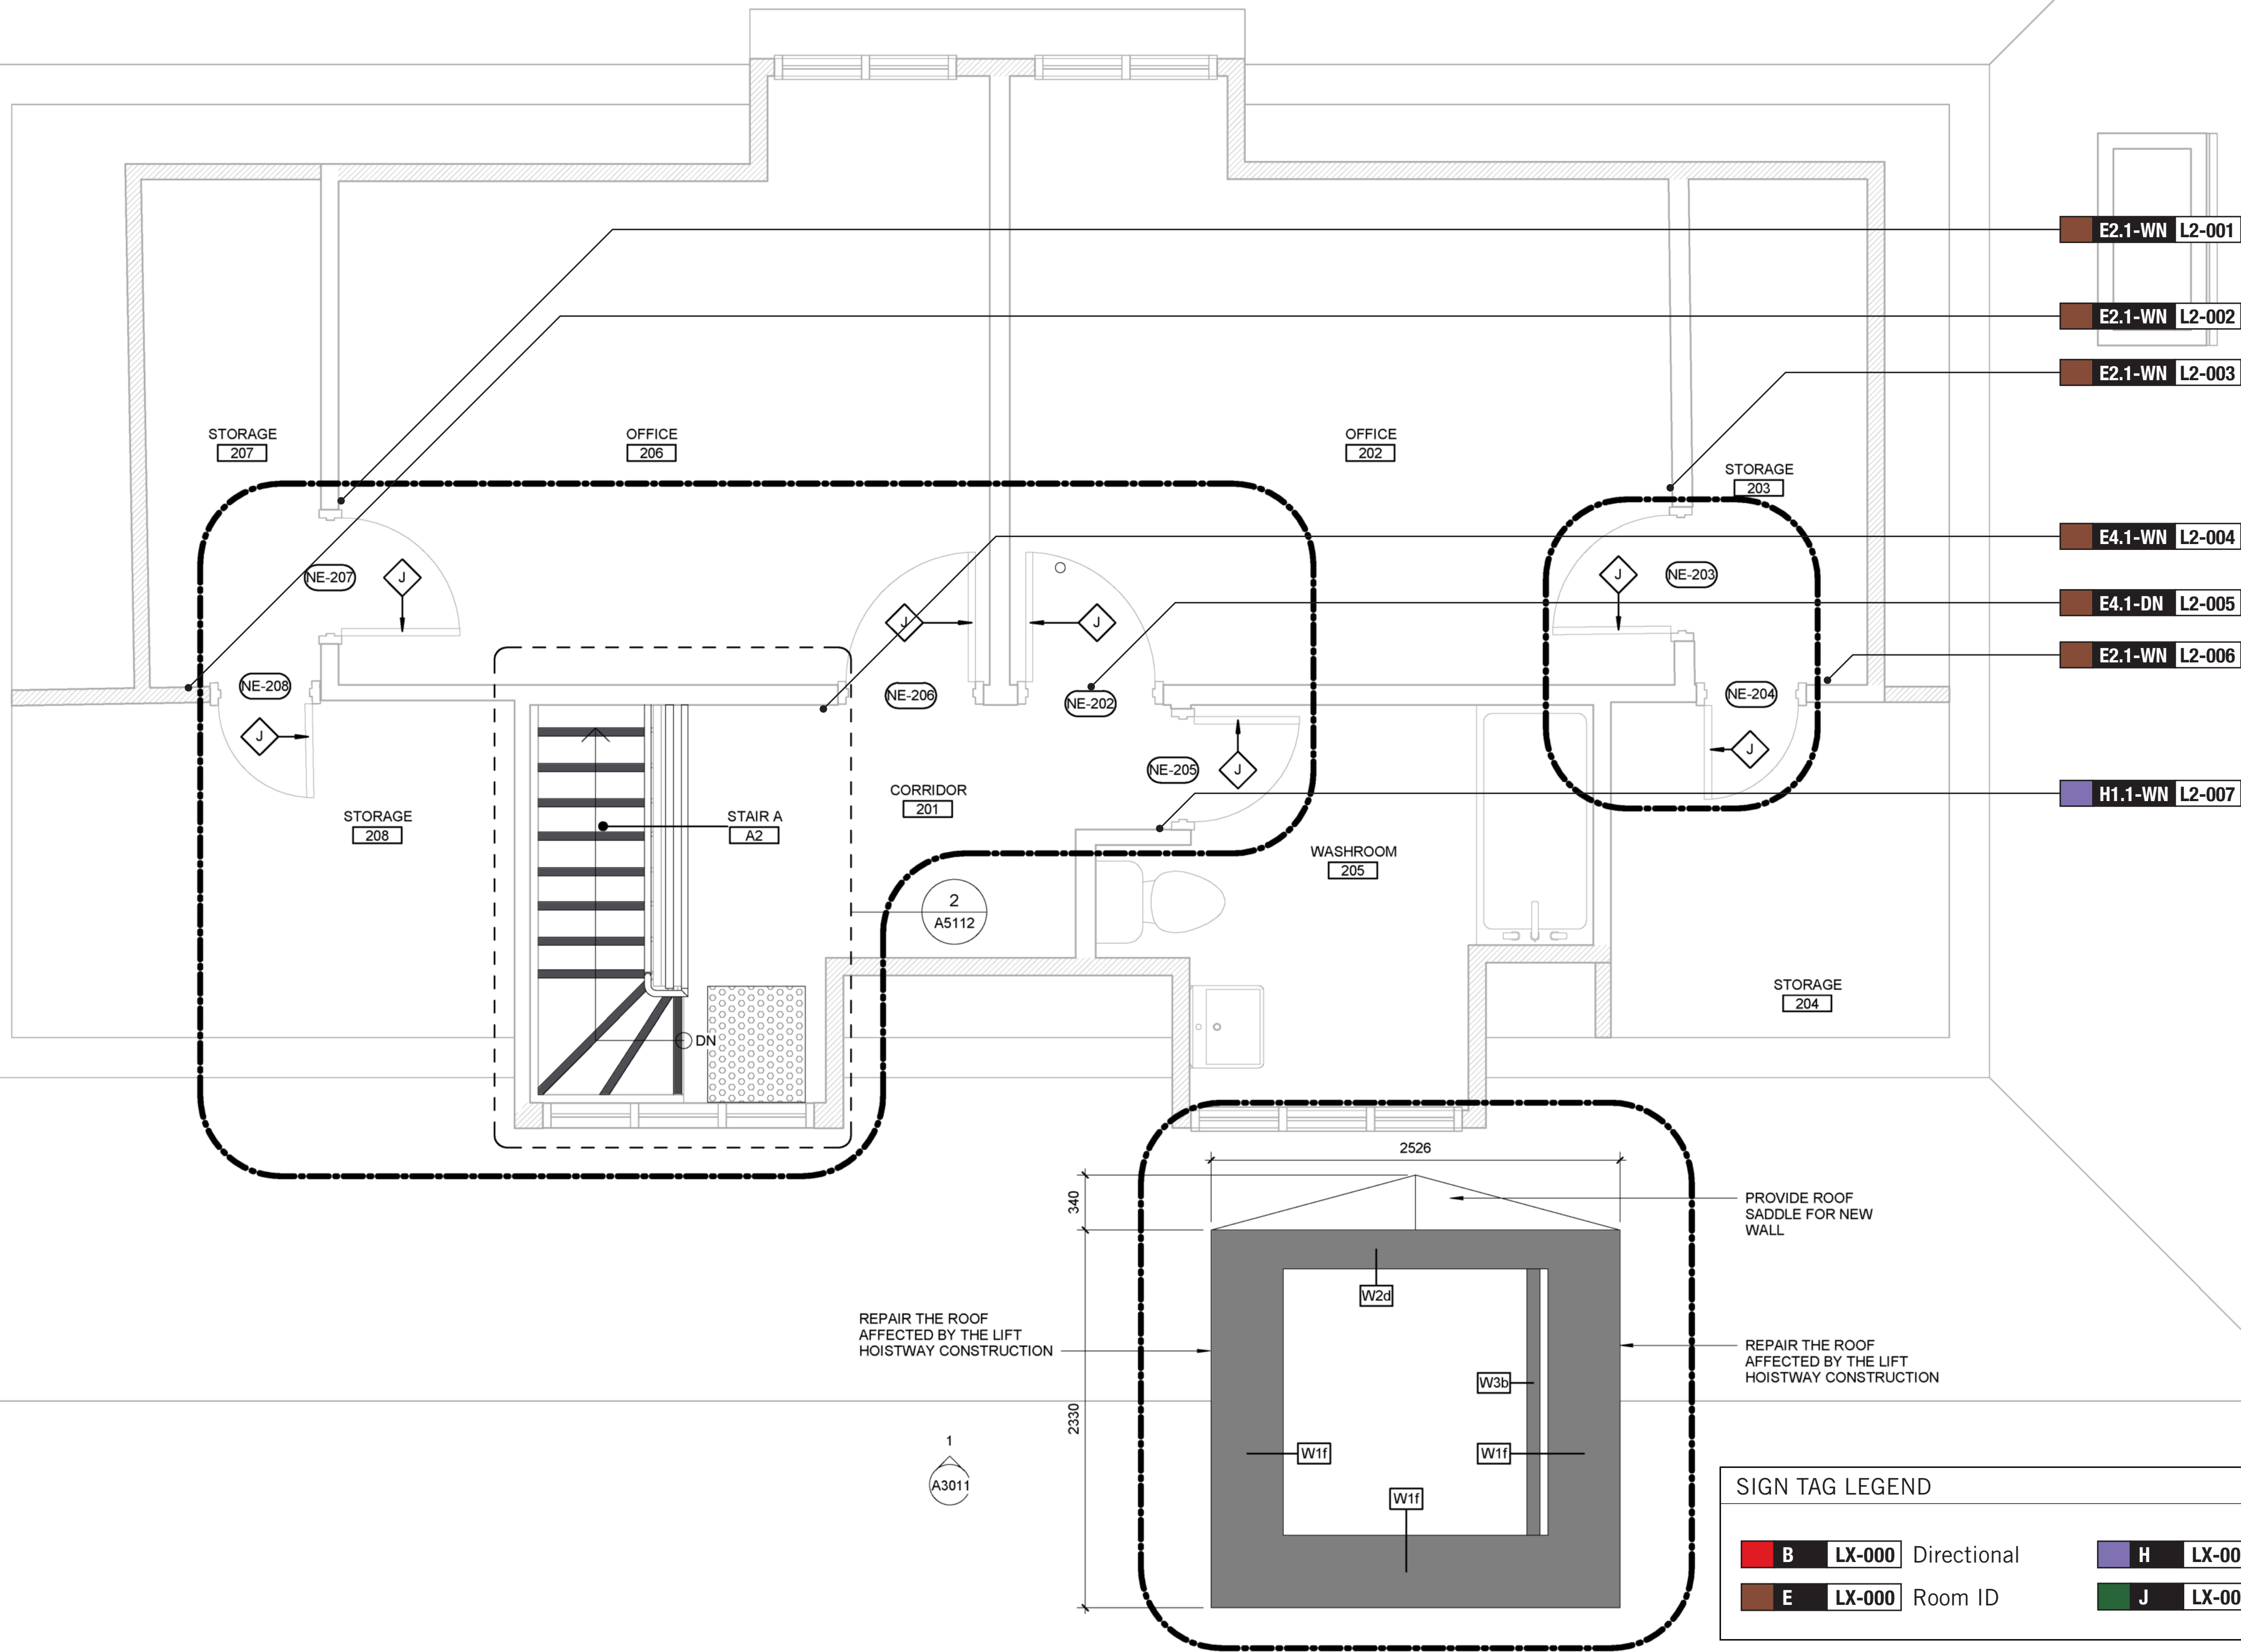 E2.1-WN L2-001
E2.1-WN L2-002
E2.1-WN L2-003
STORAGE
207
OFFICE
206
OFFICE
202
STORAGE
203
E4.1-WN L2-004
NE-207
J
J
NE-203
E4.1-DN L2-005
J
J
E2.1-WN L2-006
NE-208
NE-206
NE-202
NE-204
J
J
J
NE-205
H1.1-WN L2-007
CORRIDOR
201
STORAGE
208
STAIR A
A2
WASHROOM
205
2
A5112
STORAGE
204
DN
2526
340
PROVIDE ROOF
SADDLE FOR NEW
WALL
W2d
REPAIR THE ROOF
AFFECTED BY THE LIFT
HOISTWAY CONSTRUCTION
REPAIR THE ROOF
AFFECTED BY THE LIFT
HOISTWAY CONSTRUCTION
W3b
2330
1
A3011
W1f
W1f
W1f
SIGN TAG LEGEND
B LX-000 Directional
H LX-00
E LX-000 Room ID
J LX-00